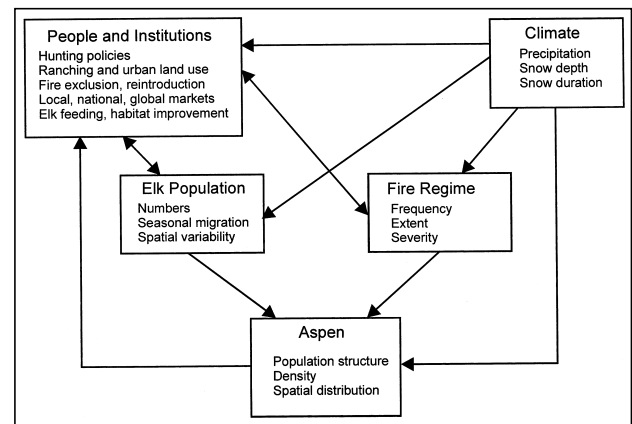 People and Institutions
Hunting policies
Ranching and urban land use
Fire exclusion, reintroduction
Local, national, global markets
Elk feeding, habitat improvement
Climate
Precipitation
Snow depth
Snow duration
Elk Population
Numbers
Seasonal migration
Spatial variability
Fire Regime
Frequency
Extent
Severity
Aspen
Population structure
Density
Spatial distribution